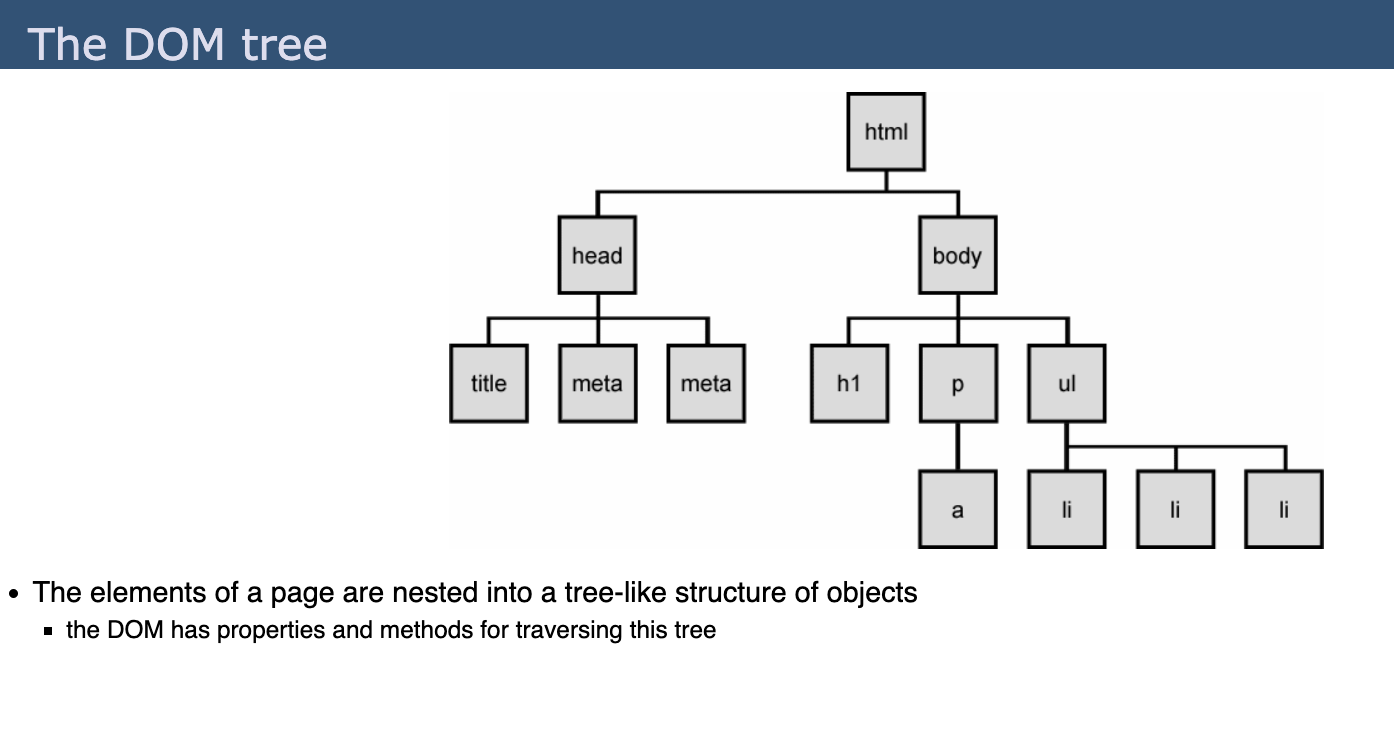 The DOM tree
html
head
body
title
meta
meta
h1
p
ul
a
li
li
li
• The elements of a page are nested into a tree-like structure of objects
▪ the DOM has properties and methods for traversing this tree